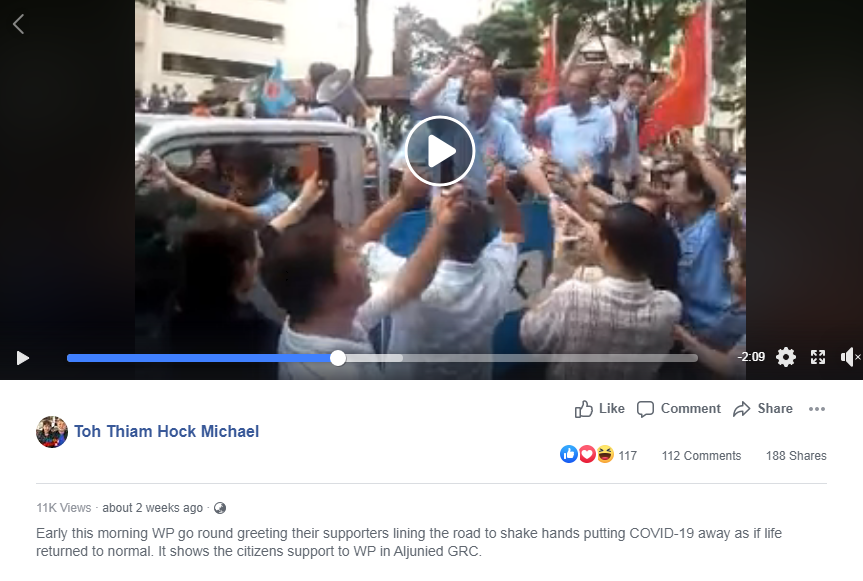 -2:09
Like
Comment
Share
Toh Thiam Hock Michael
117
112 Comments
188 Shares
11K Views · about 2 weeks ago ·
Early this morning WP go round greeting their supporters lining the road to shake hands putting COVID-19 away as if life
returned to normal. It shows the citizens support to WP in Aljunied GRC.